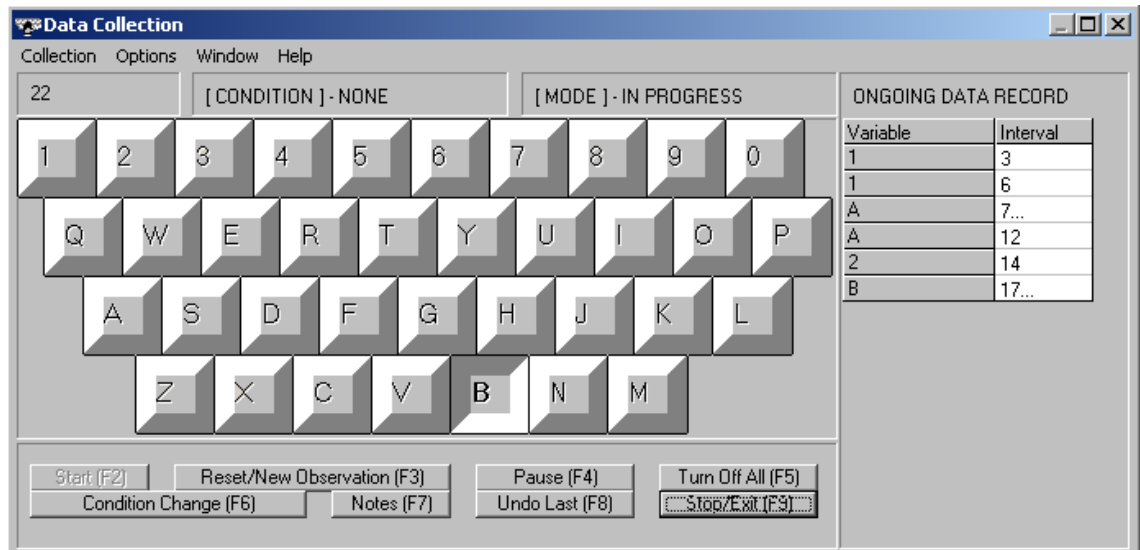 Data Collection
Collection Options Window Help
22 [ CONDITION ] - NONE [ MODE ] - IN PROGRESS
1 2 3 4 5 6 7 8 9 0
Q W E R T Y U I O P
A S D F G H J K L
Z X C V B N M
Start (F2) Reset/New Observation (F3) Pause (F4) Turn Off All (F5)
Condition Change (F6) Notes (F7) Undo Last (F8) Stop/Exit (F9)
ONGOING DATA RECORD
Variable Interval
1 3
1 6
A 7...
A 12
2 14
B 17...